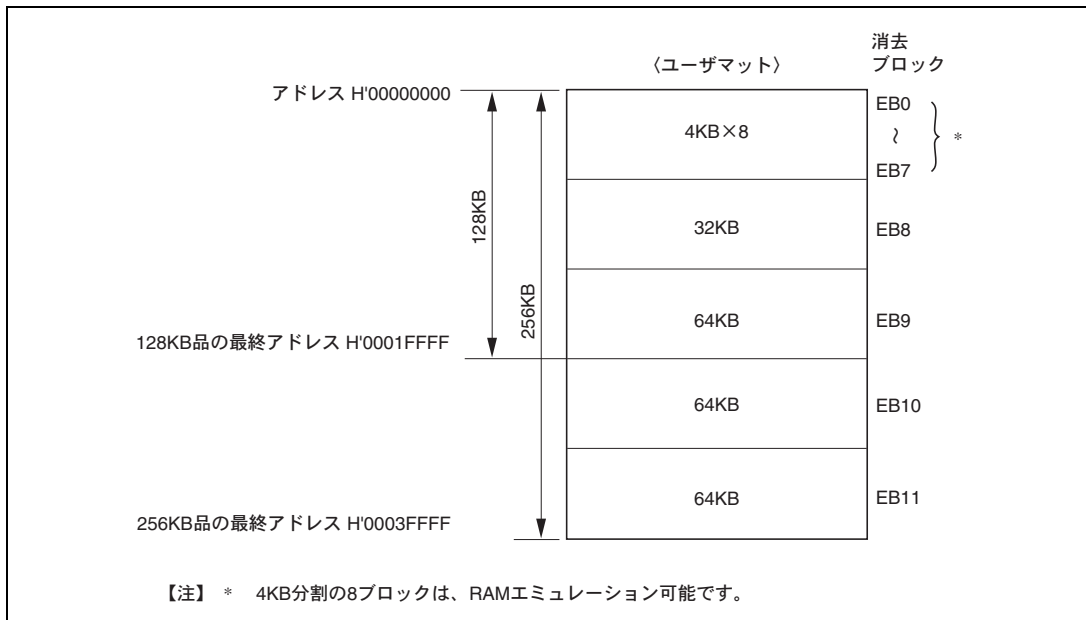 消去
ブロック
〈ユーザマット〉
アドレス H'00000000
EB0
4KB×8
～
*
EB7
128KB
32KB
EB8
256KB
64KB
EB9
128KB品の最終アドレス H'0001FFFF
64KB
EB10
64KB
EB11
256KB品の最終アドレス H'0003FFFF
【注】 * 4KB分割の8ブロックは、RAMエミュレーション可能です。